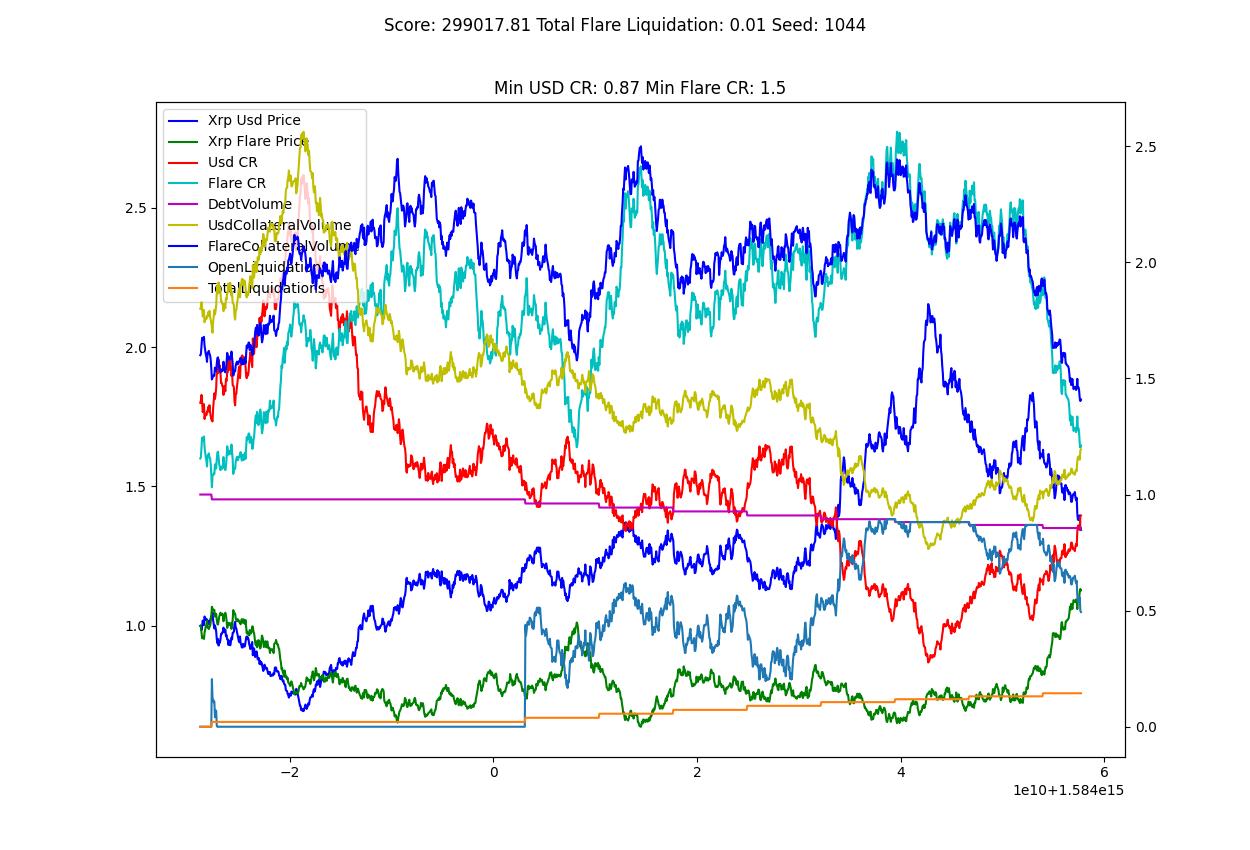 Score: 299017.81 Total Flare Liquidation: 0.01 Seed: 1044
Min USD CR: 0.87 Min Flare CR: 1.5
Xrp Usd Price
Xrp Flare Price
Usd CR
Flare CR
DebtVolume
UsdCollateralVolume
FlareCollateralVolume
OpenLiquidations
TotalLiquidations
2.5
2.0
1.5
1.0
2.5
2.0
1.5
1.0
0.5
0.0
−2
0
2
4
6
1e10+1.584e15